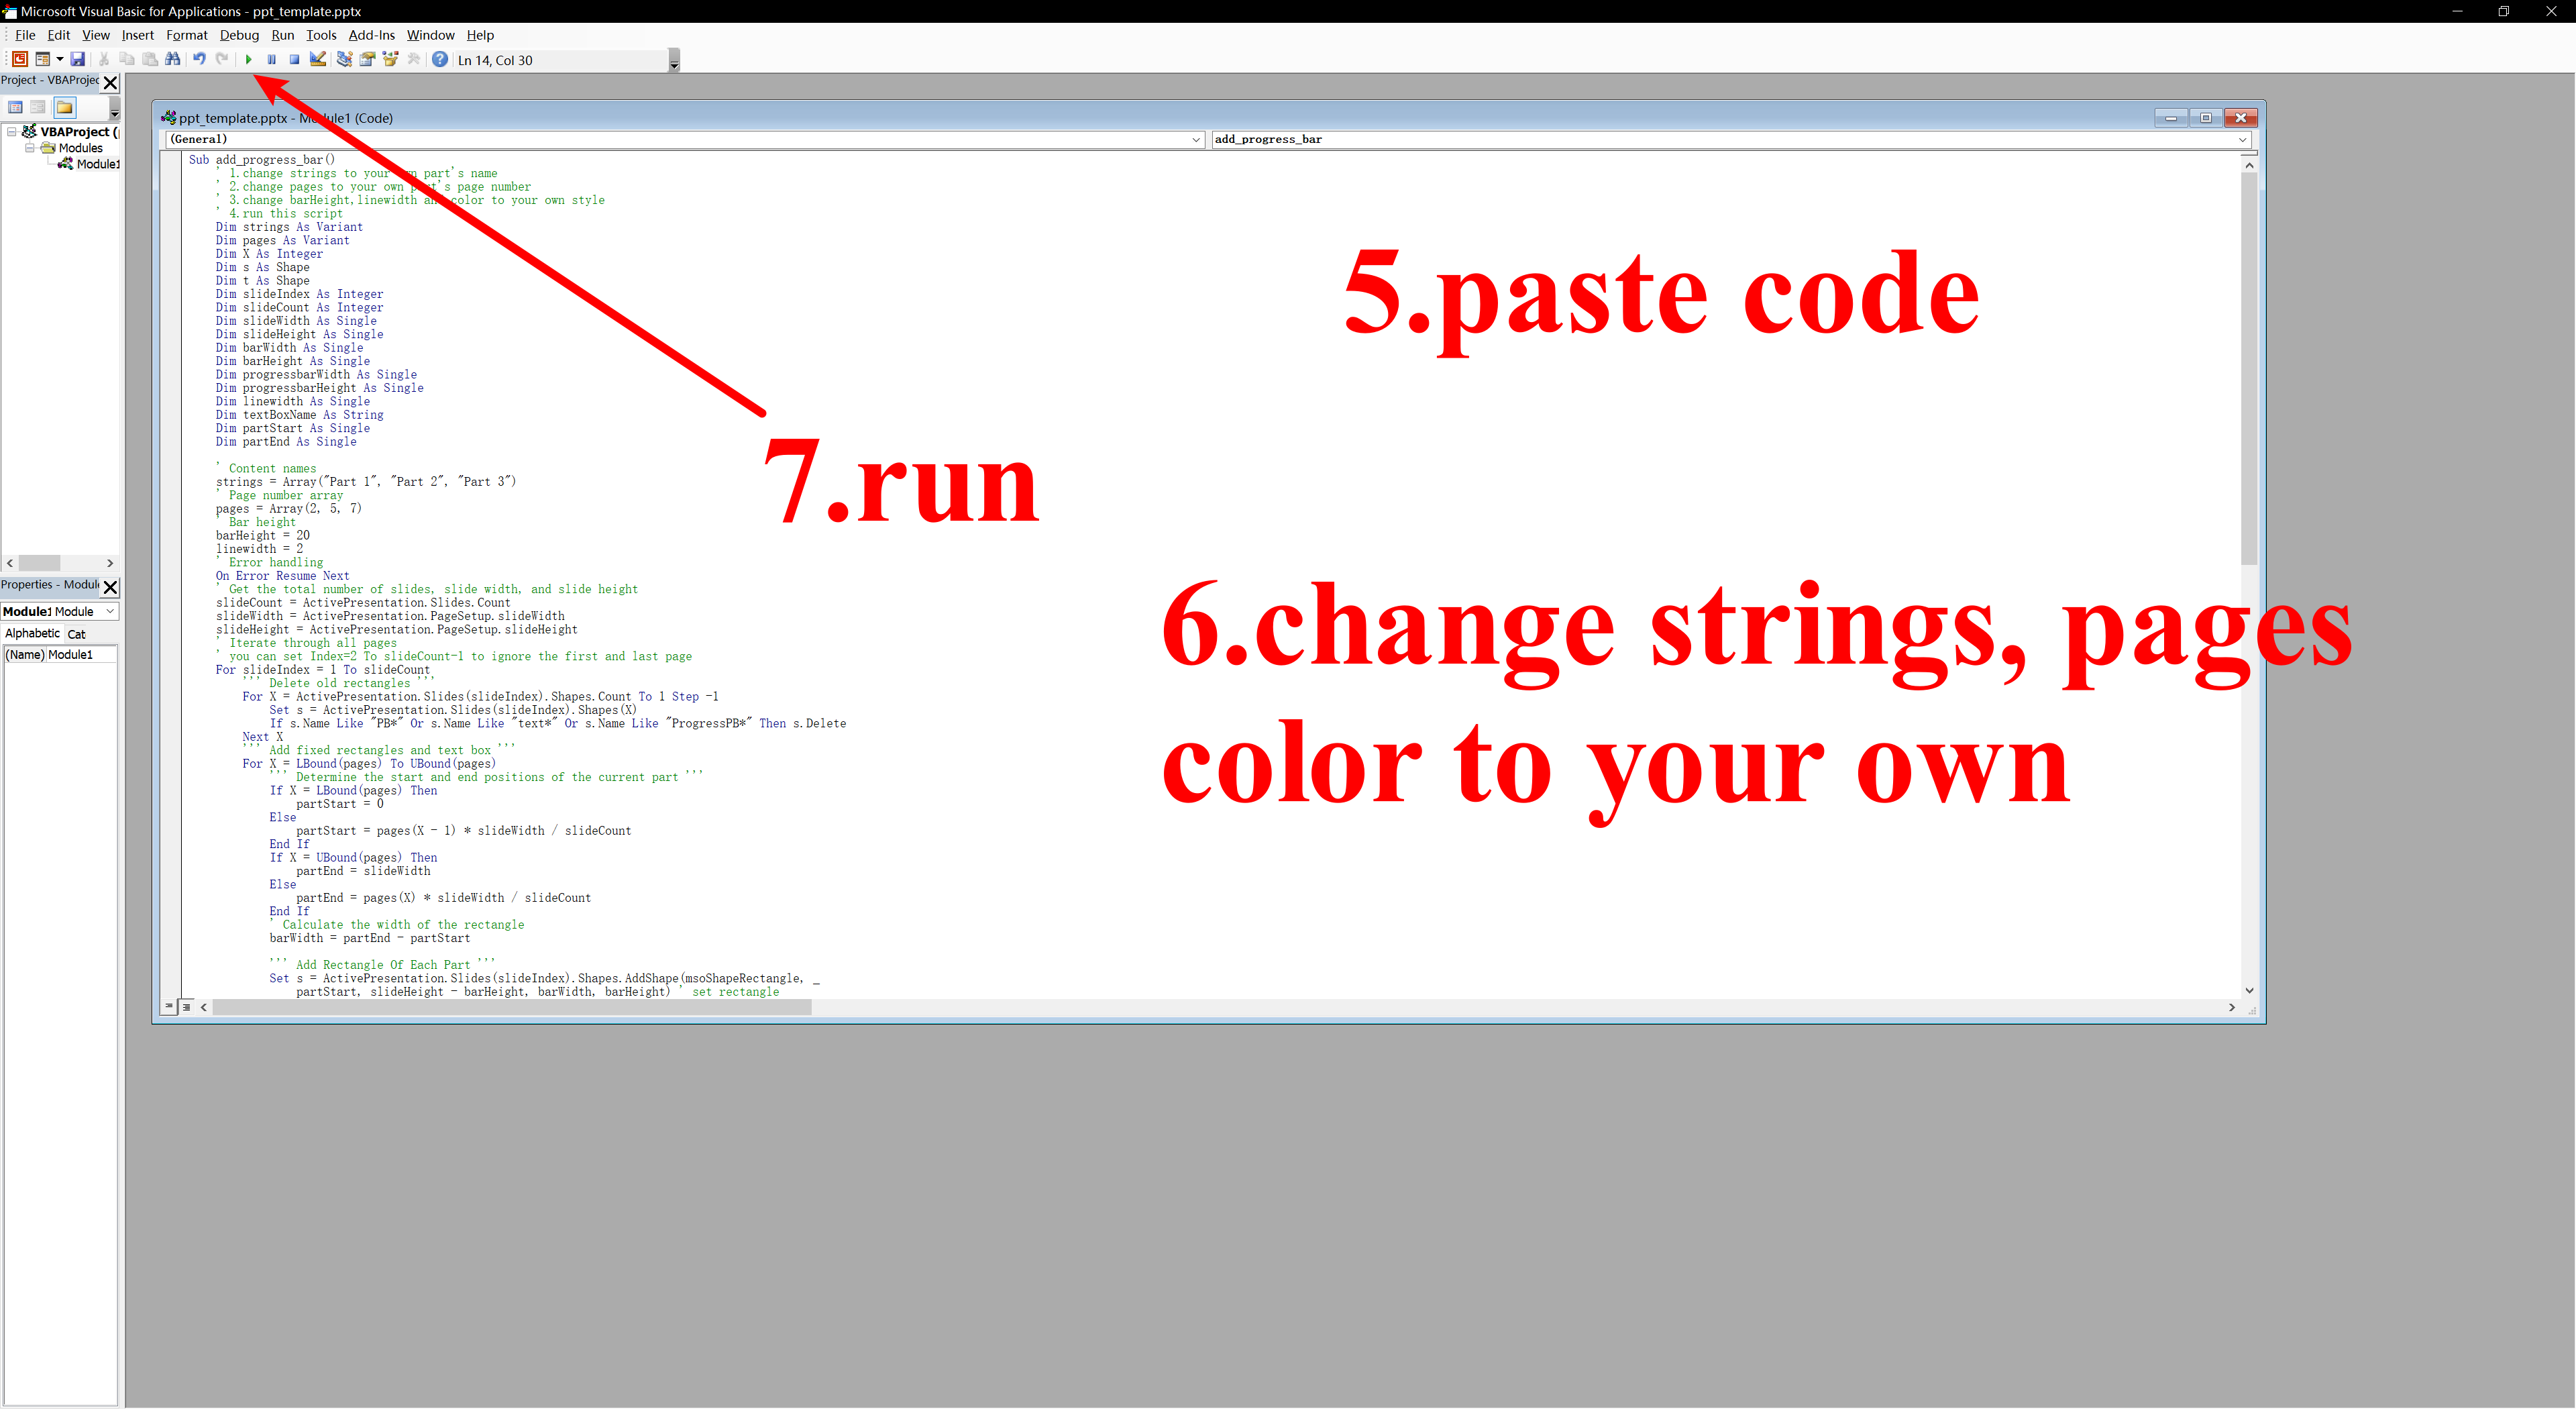 Microsoft Visual Basic for Applications - ppt_template.pptx
File Edit View Insert Format Debug Run Tools Add-Ins Window Help
Ln 14, Col 30
Project - VBAProjec
VBAProject (
Modules
Module1
Properties - Modul
Module1 Module
Alphabetic Cat
(Name) Module1
ppt_template.pptx - Module1 (Code)
(General) add_progress_bar
Sub add_progress_bar()
' 1.change strings to your own part's name
' 2.change pages to your own part's page number
' 3.change barHeight,linewidth and color to your own style
' 4.run this script
Dim strings As Variant
Dim pages As Variant
Dim X As Integer
Dim s As Shape
Dim t As Shape
Dim slideIndex As Integer
Dim slideCount As Integer
Dim slideWidth As Single
Dim slideHeight As Single
Dim barWidth As Single
Dim barHeight As Single
Dim progressbarWidth As Single
Dim progressbarHeight As Single
Dim linewidth As Single
Dim textBoxName As String
Dim partStart As Single
Dim partEnd As Single
' Content names
strings = Array("Part 1", "Part 2", "Part 3")
' Page number array
pages = Array(2, 5, 7)
' Bar height
barHeight = 20
linewidth = 2
' Error handling
On Error Resume Next
' Get the total number of slides, slide width, and slide height
slideCount = ActivePresentation.Slides.Count
slideWidth = ActivePresentation.PageSetup.slideWidth
slideHeight = ActivePresentation.PageSetup.slideHeight
' Iterate through all pages
' you can set Index=2 To slideCount-1 to ignore the first and last page
For slideIndex = 1 To slideCount
''' Delete old rectangles '''
For X = ActivePresentation.Slides(slideIndex).Shapes.Count To 1 Step -1
Set s = ActivePresentation.Slides(slideIndex).Shapes(X)
If s.Name Like "PB*" Or s.Name Like "text*" Or s.Name Like "ProgressPB*" Then s.Delete
Next X
''' Add fixed rectangles and text box '''
For X = LBound(pages) To UBound(pages)
''' Determine the start and end positions of the current part '''
If X = LBound(pages) Then
partStart = 0
Else
partStart = pages(X - 1) * slideWidth / slideCount
End If
If X = UBound(pages) Then
partEnd = slideWidth
Else
partEnd = pages(X) * slideWidth / slideCount
End If
' Calculate the width of the rectangle
barWidth = partEnd - partStart
''' Add Rectangle Of Each Part '''
Set s = ActivePresentation.Slides(slideIndex).Shapes.AddShape(msoShapeRectangle, _
partStart, slideHeight - barHeight, barWidth, barHeight) ' set rectangle
5.paste code
7.run
6.change strings, pages
color to your own